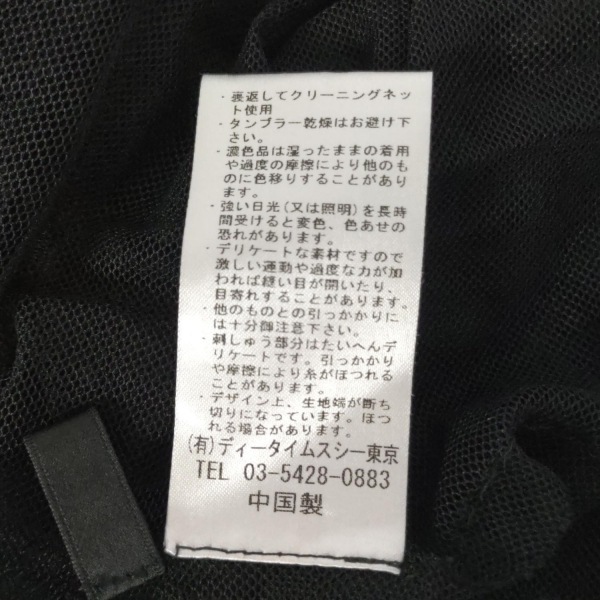 ・裏返してクリーニングネッ
ト使用
・タンブラー乾燥はお避け下
さい。
・濃色品は湿ったままの着用
や過度の摩擦により他のも
のに色移りすることがあり
ます。
・強い日光(又は照明)を長時
間受けると変色、色あせの
恐れがあります。
・デリケートな素材ですので
激しい運動や過度な力が加
われば縫い目が開いたり、
目寄れすることがあります。
・他のものとの引っかかりに
は十分御注意下さい。
・刺しゅう部分はたいへんデ
リケートです。引っかかり
や摩擦により糸がほつれる
ことがあります。
・デザイン上、生地端が断ち
切りになっています。ほつ
れる場合があります。
(有)ディータイムスシー東京
TEL 03-5428-0883
中国製